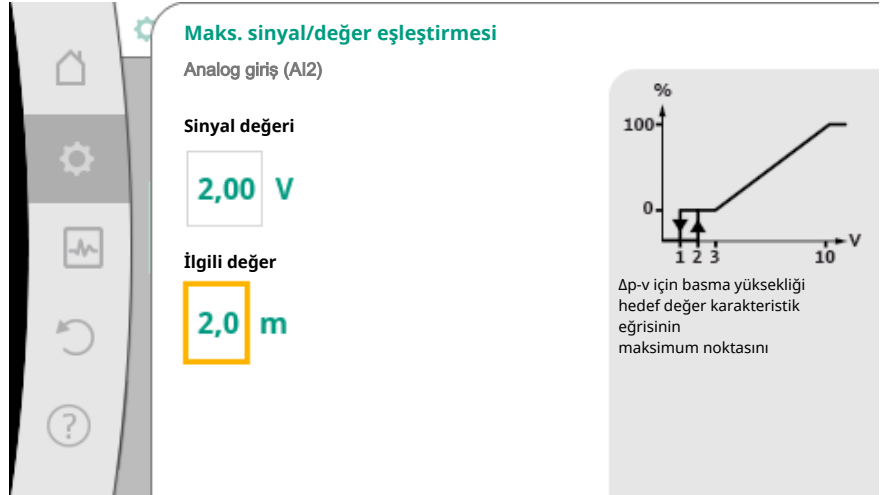 Maks. sinyal/değer eşleştirmesi
Analog giriş (AI2)
Sinyal değeri
2,00 V
İlgili değer
2,0 m
%
100
0
V
1 2 3 10
Δp-v için basma yüksekliği
hedef değer karakteristik
eğrisinin
maksimum noktasını
?